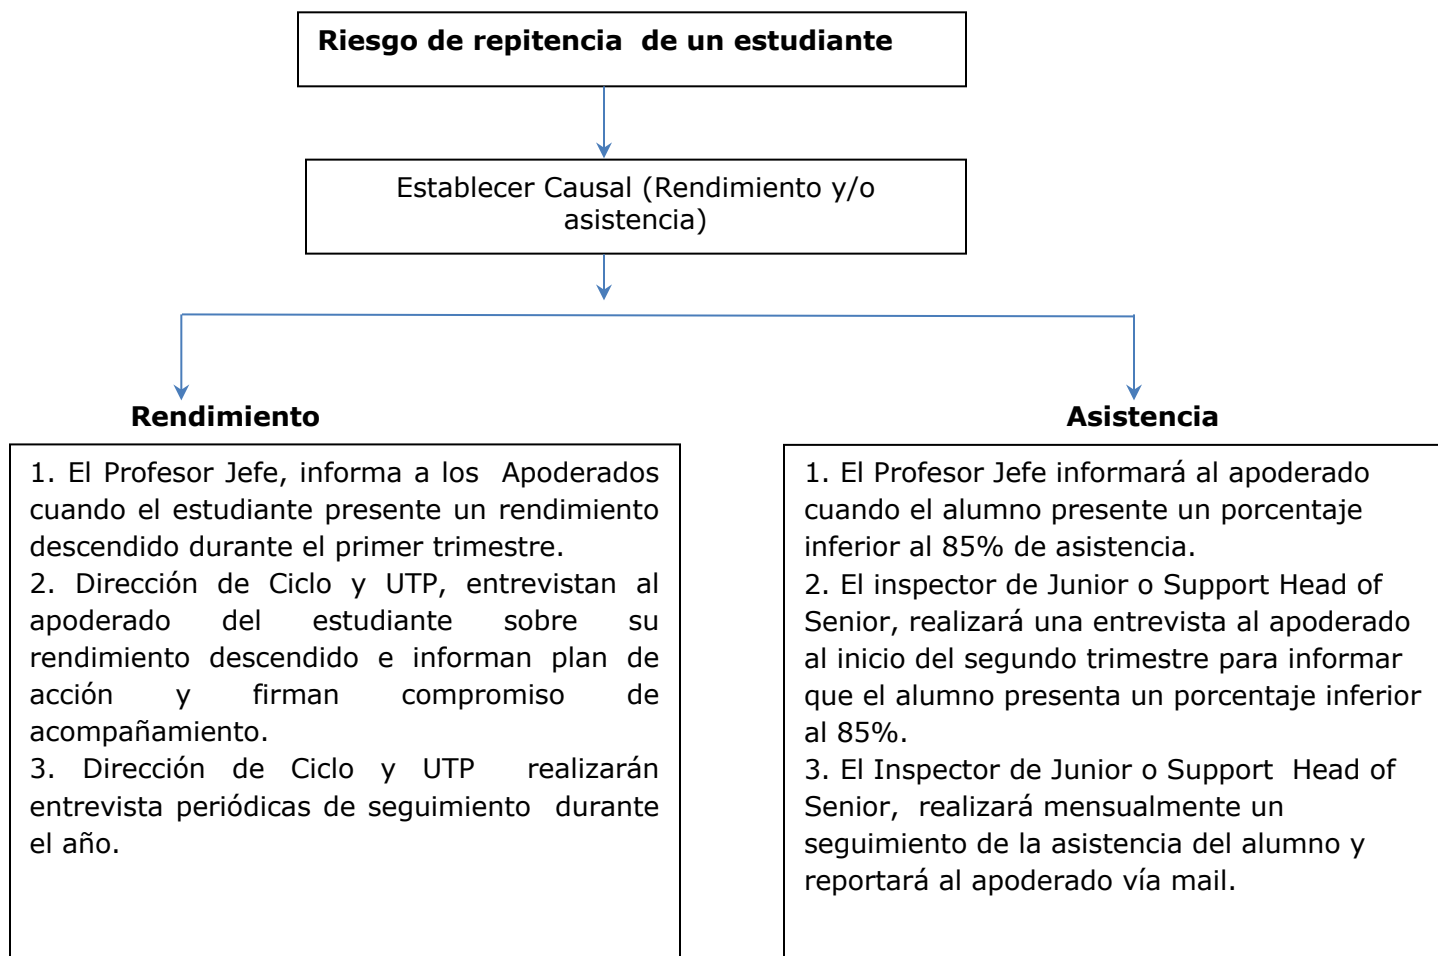 Riesgo de repitencia de un estudiante
Establecer Causal (Rendimiento y/o
asistencia)
Rendimiento
1. El Profesor Jefe, informa a los Apoderados
cuando el estudiante presente un rendimiento
descendido durante el primer trimestre.
2. Dirección de Ciclo y UTP, entrevistan al
apoderado del estudiante sobre su
rendimiento descendido e informan plan de
acción y firman compromiso de
acompañamiento.
3. Dirección de Ciclo y UTP realizarán
entrevista periódicas de seguimiento durante
el año.
Asistencia
1. El Profesor Jefe informará al apoderado
cuando el alumno presente un porcentaje
inferior al 85% de asistencia.
2. El inspector de Junior o Support Head of
Senior, realizará una entrevista al apoderado
al inicio del segundo trimestre para informar
que el alumno presenta un porcentaje inferior
al 85%.
3. El Inspector de Junior o Support Head of
Senior, realizará mensualmente un
seguimiento de la asistencia del alumno y
reportará al apoderado vía mail.